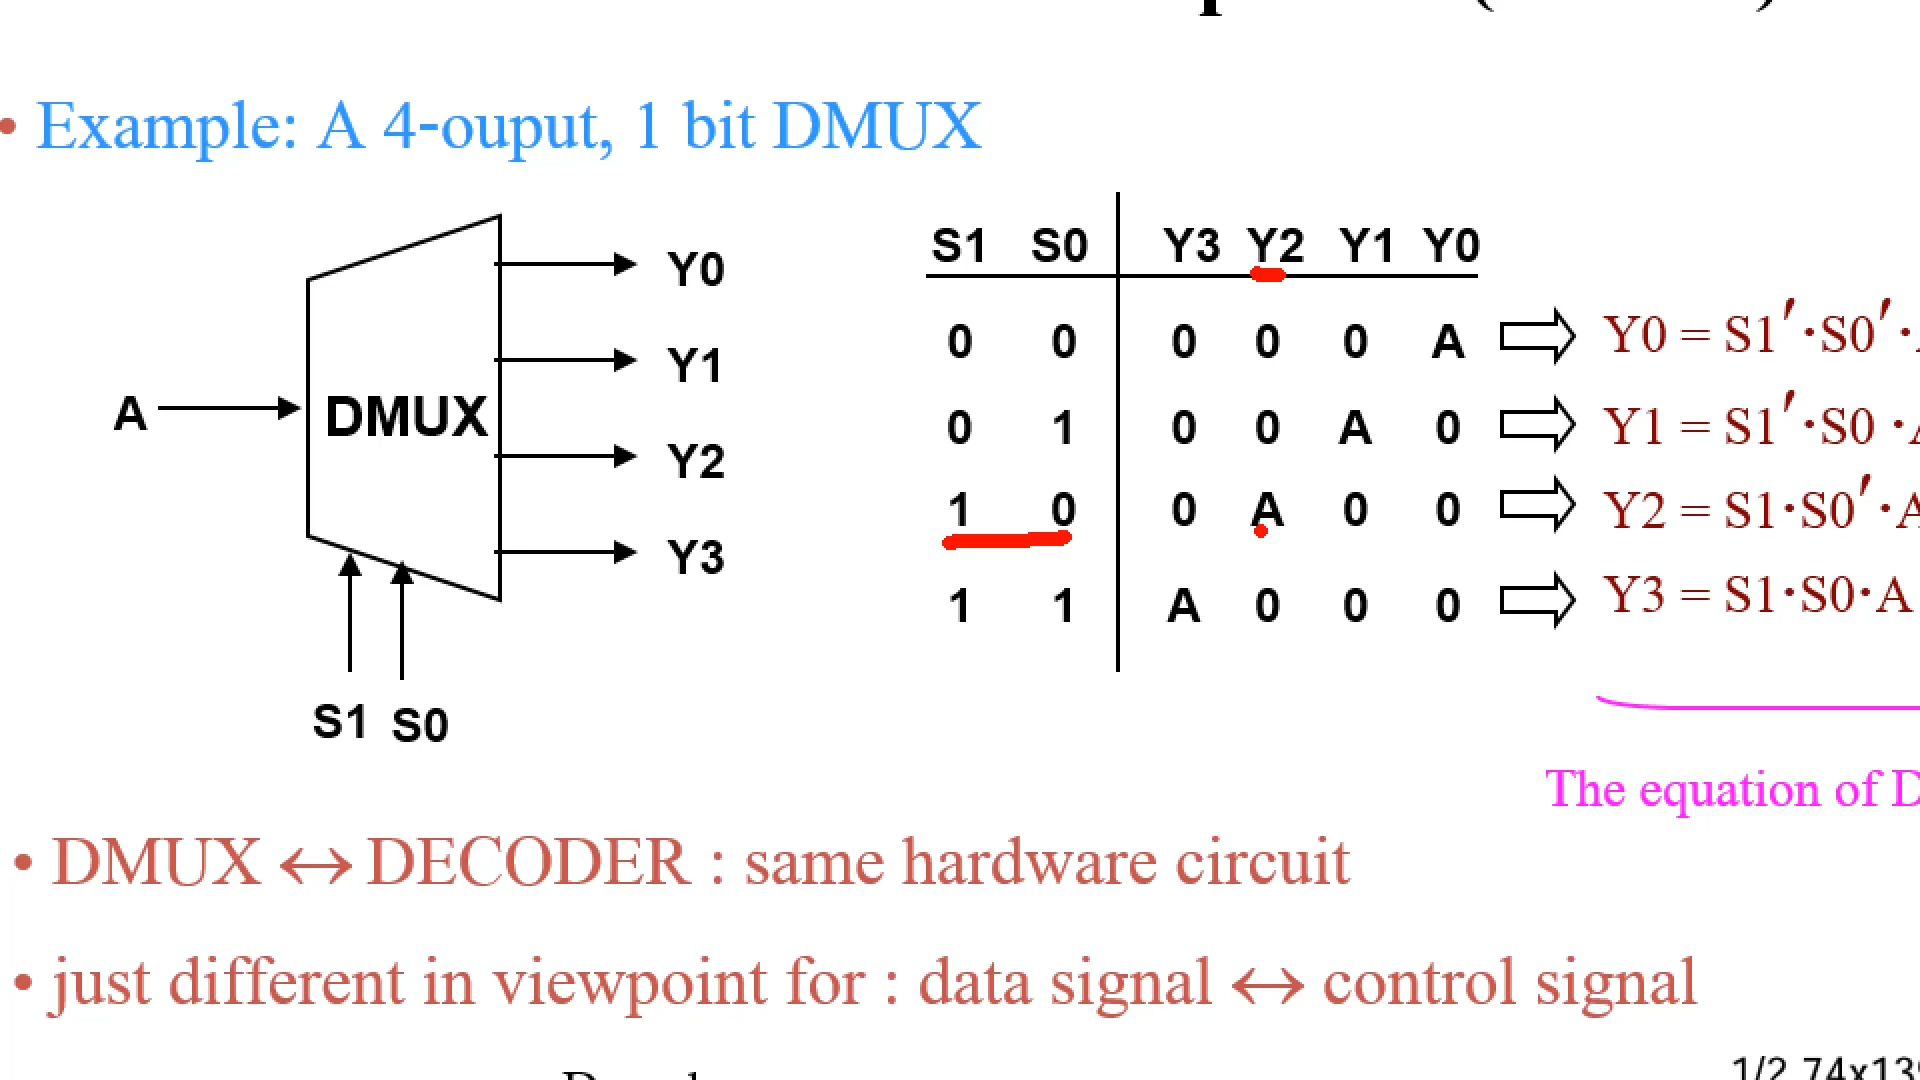 • Example: A 4-ouput, 1 bit DMUX
A
DMUX
Y0
Y1
Y2
Y3
S1 S0
S1 S0 Y3 Y2 Y1 Y0
0 0 0 0 0 A Y0 = S1′·S0′·
0 1 0 0 A 0 Y1 = S1′·S0 ·
1 0 0 A 0 0 Y2 = S1·S0′·A
1 1 A 0 0 0 Y3 = S1·S0·A
The equation of D
• DMUX ↔ DECODER : same hardware circuit
• just different in viewpoint for : data signal ↔ control signal